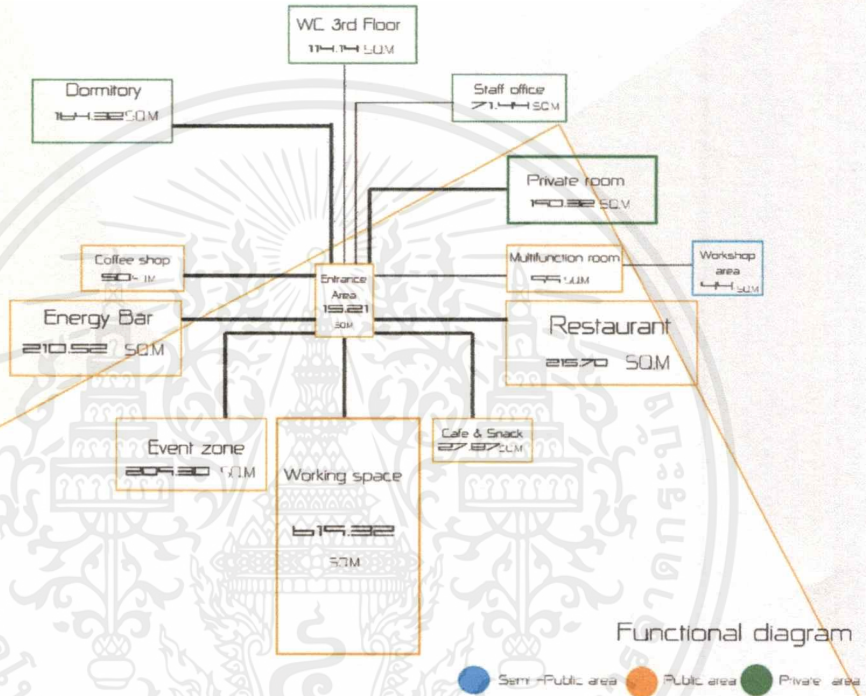 WC 3rd Floor
114.14 SQ.M
Dormitory
164.32 SQ.M
Staff office
71.44 SQ.M
Private room
190.32 SQ.M
Coffee shop
Entrance
Area
15.21
SQ.M
Multifunction room
SQ.M
Workshop
area
44 SQ.M
Energy Bar
210.52 SQ.M
Restaurant
215.70 SQ.M
Event zone
209.30 SQ.M
Working space
619.32
SQ.M
Cafe & Snack
27.87 SQ.M
Functional diagram
Semi-Public area Public area Private area